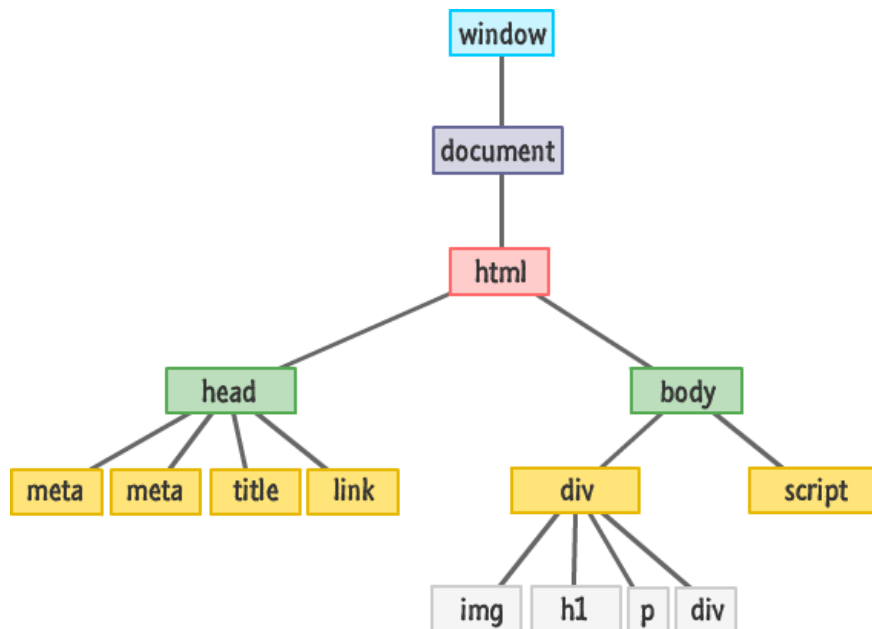 window
document
html
head body
meta meta title link div script
img h1 p div